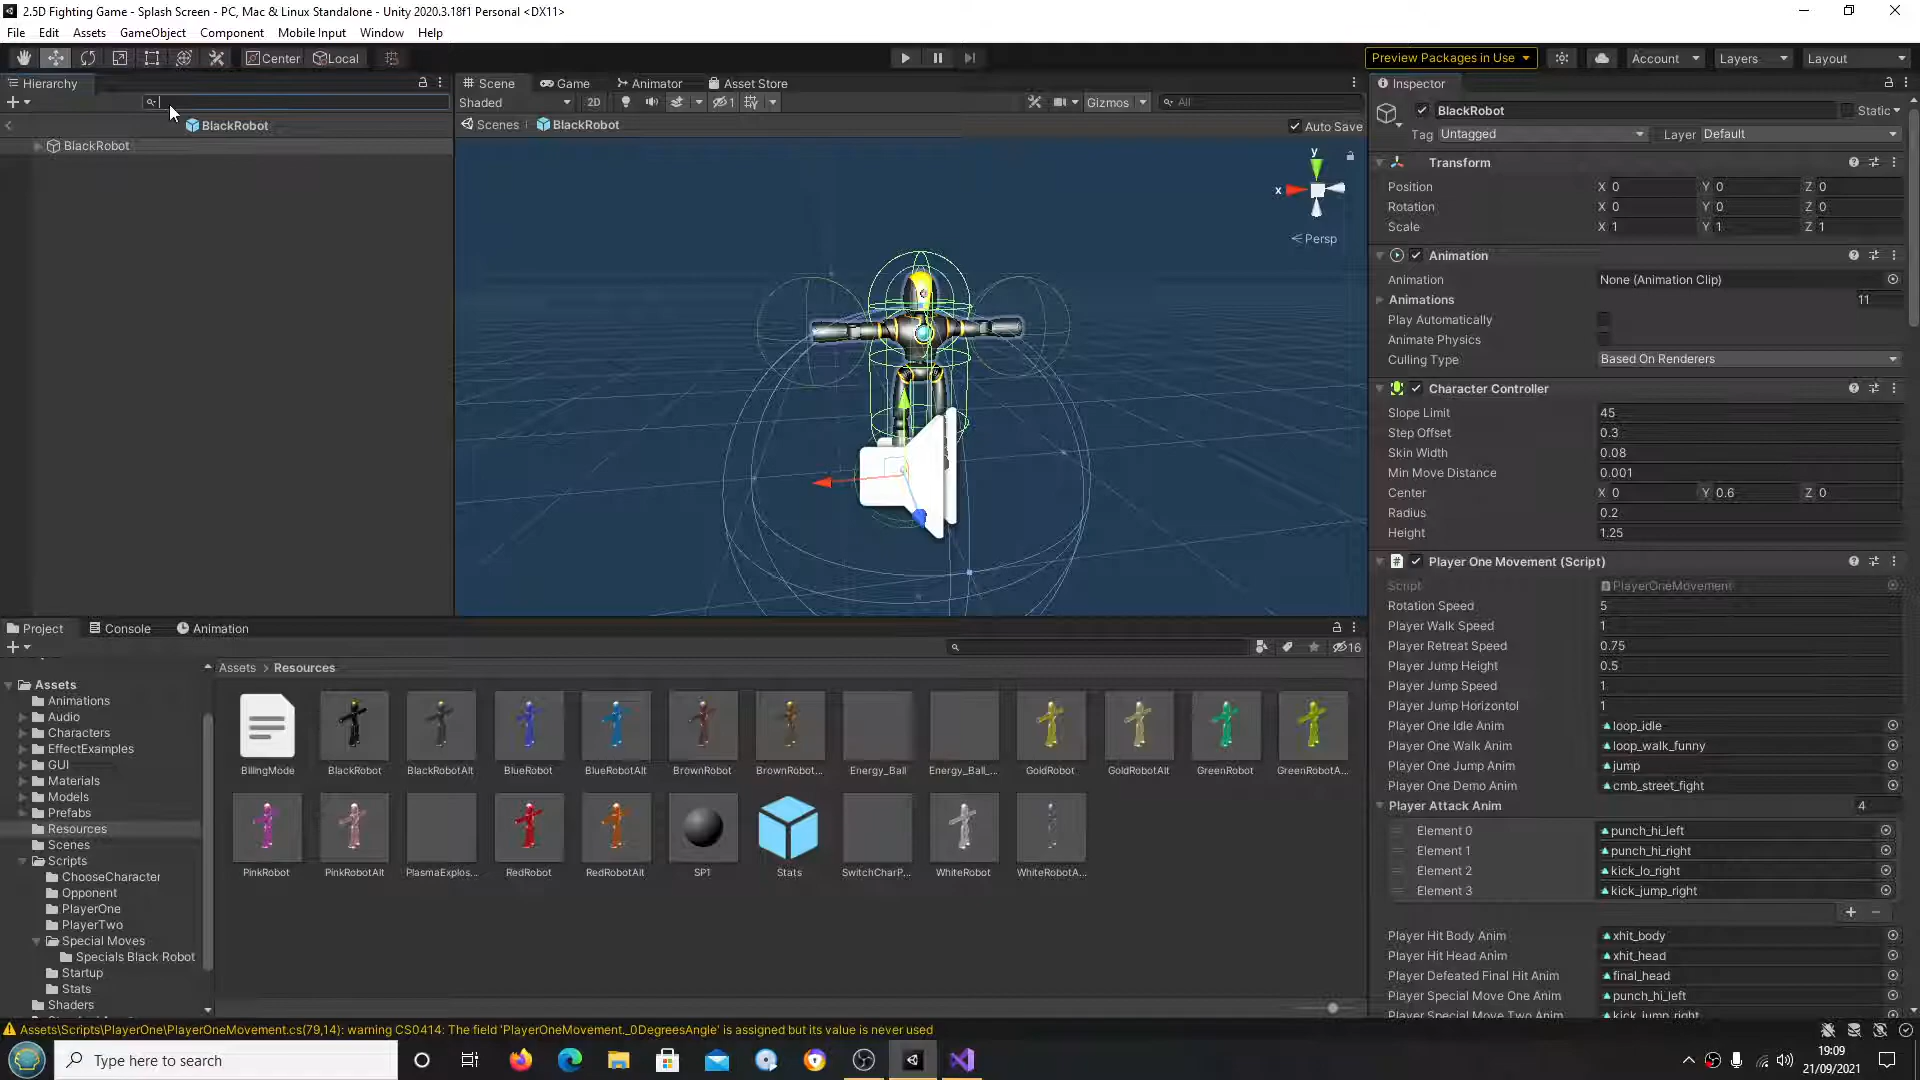 2.5D Fighting Game - Splash Screen - PC, Mac & Linux Standalone - Unity 2020.3.18f1 Personal <DX11>
File Edit Assets GameObject Component Mobile Input Window Help
Center Local Preview Packages in Use Account Layers Layout
Hierarchy Scene Game Animator Asset Store Inspector
Shaded 2D 1 Gizmos All
BlackRobot Static
BlackRobot Scenes BlackRobot Auto Save
Tag Untagged Layer Default
BlackRobot
y
x
Persp
Transform
Position X 0 Y 0 Z 0
Rotation X 0 Y 0 Z 0
Scale X 1 Y 1 Z 1
Animation
Animation None (Animation Clip)
Animations 11
Play Automatically
Animate Physics
Culling Type Based On Renderers
Character Controller
Slope Limit 45
Step Offset 0.3
Skin Width 0.08
Min Move Distance 0.001
Center X 0 Y 0.6 Z 0
Radius 0.2
Height 1.25
Player One Movement (Script)
Script PlayerOneMovement
Rotation Speed 5
Player Walk Speed 1
Player Retreat Speed 0.75
Player Jump Height 0.5
Player Jump Speed 1
Player Jump Horizontol 1
Player One Idle Anim loop_idle
Player One Walk Anim loop_walk_funny
Player One Jump Anim jump
Player One Demo Anim cmb_street_fight
Player Attack Anim 4
Element 0 punch_hi_left
Element 1 punch_hi_right
Element 2 kick_lo_right
Element 3 kick_jump_right
Player Hit Body Anim xhit_body
Player Hit Head Anim xhit_head
Player Defeated Final Hit Anim final_head
Player Special Move One Anim punch_hi_left
Player Special Move Two Anim kick_jump_right
Project Console Animation
16
Assets > Resources
Assets
Animations
Audio
Characters
EffectExamples
GUI
Materials
Models
Prefabs
Resources
Scenes
Scripts
ChooseCharacter
Opponent
PlayerOne
PlayerTwo
Special Moves
Specials Black Robot
Startup
Stats
Shaders
BillingMode BlackRobot BlackRobotAlt BlueRobot BlueRobotAlt BrownRobot BrownRobot... Energy_Ball Energy_Ball_... GoldRobot GoldRobotAlt GreenRobot GreenRobotA...
PinkRobot PinkRobotAlt PlasmaExplos... RedRobot RedRobotAlt SP1 Stats SwitchCharP... WhiteRobot WhiteRobotA...
Assets\Scripts\PlayerOne\PlayerOneMovement.cs(79,14): warning CS0414: The field 'PlayerOneMovement._0DegreesAngle' is assigned but its value is never used
Type here to search
19:09
21/09/2021